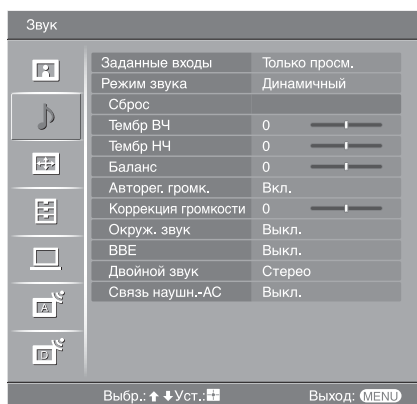 Звук
Заданные входы Только просм.
Режим звука Динамичный
Сброс
Тембр ВЧ 0
Тембр НЧ 0
Баланс 0
Авторег. громк. Вкл.
Коррекция громкости 0
Окруж. звук Выкл.
BBE Выкл.
Двойной звук Стерео
Связь наушн.-АС Выкл.
A
D
Выбр.: Уст.: Выход: MENU